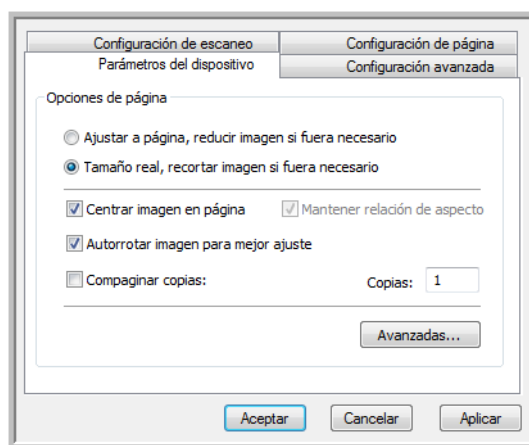 Configuración de escaneo
Configuración de página
Parámetros del dispositivo
Configuración avanzada
Opciones de página
Ajustar a página, reducir imagen si fuera necesario
Tamaño real, recortar imagen si fuera necesario
Centrar imagen en página
Mantener relación de aspecto
Autorrotar imagen para mejor ajuste
Compaginar copias:
Copias: 1
Avanzadas...
Aceptar
Cancelar
Aplicar